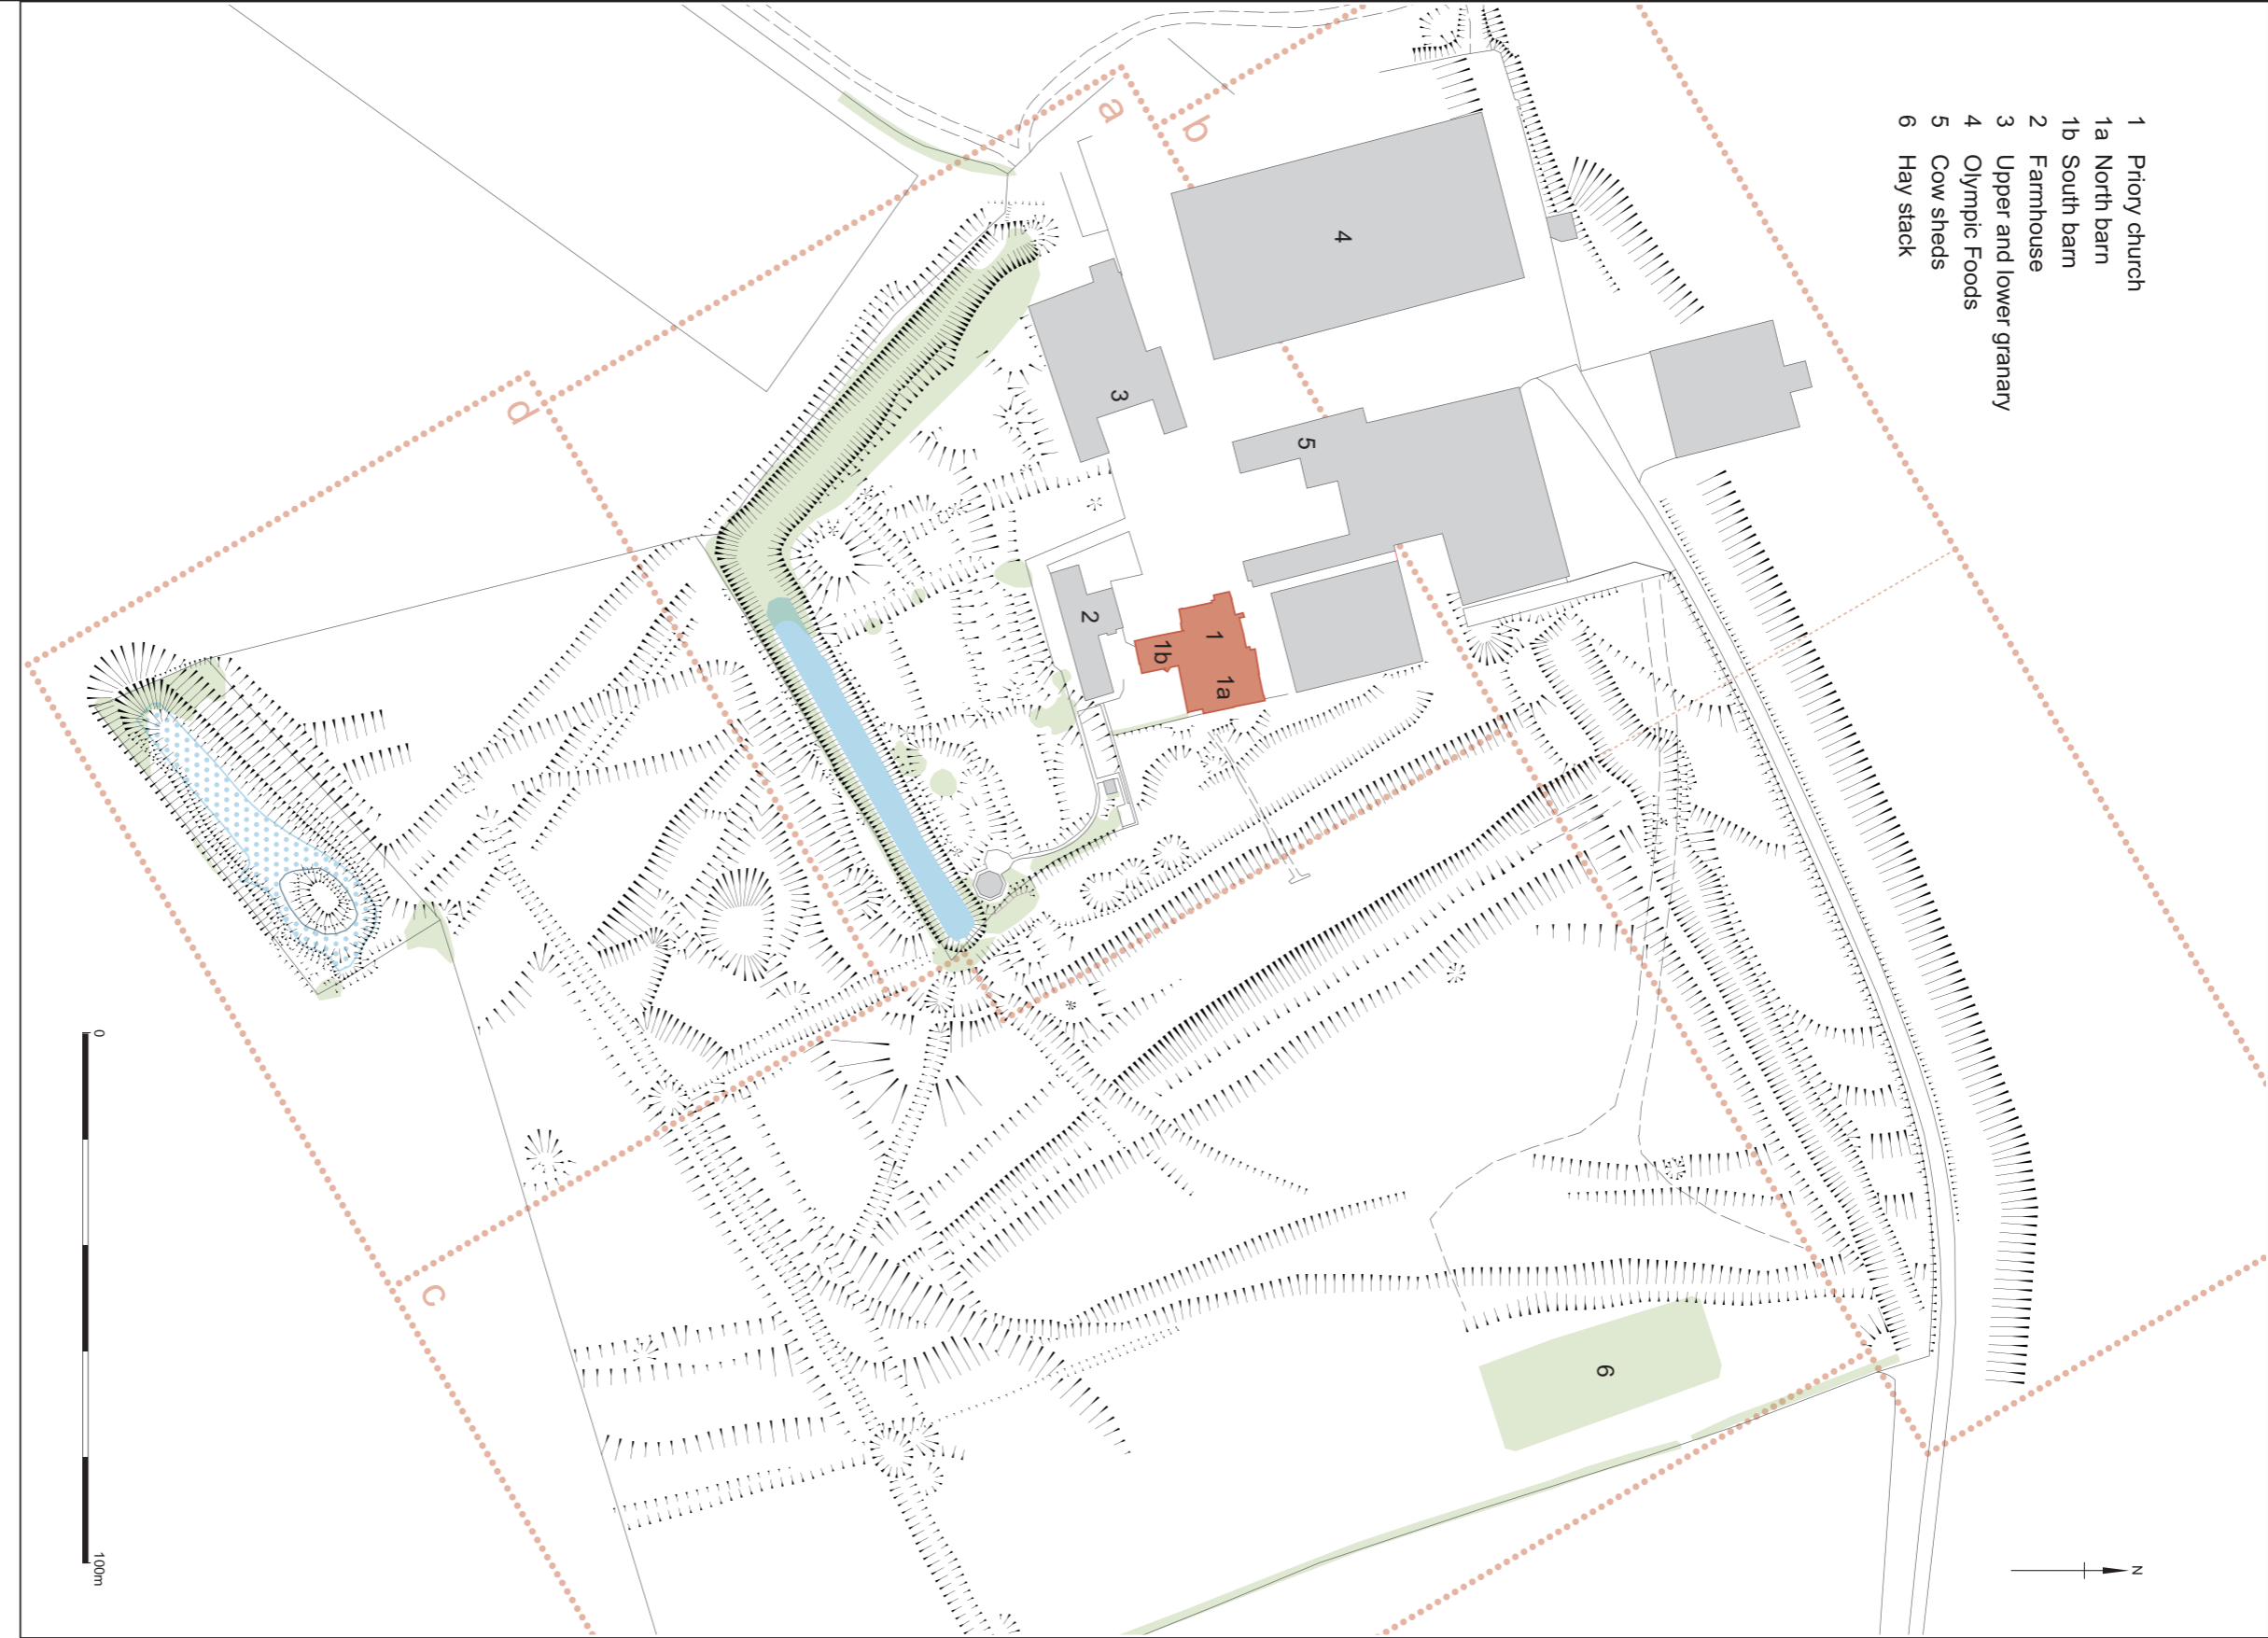 1 Priory church
1a North barn
1b South barn
2 Farmhouse
3 Upper and lower granary
4 Olympic Foods
5 Cow sheds
6 Hay stack
a
b
4
3
d
5
2
1
1b
1a
c
6
0
100m
N